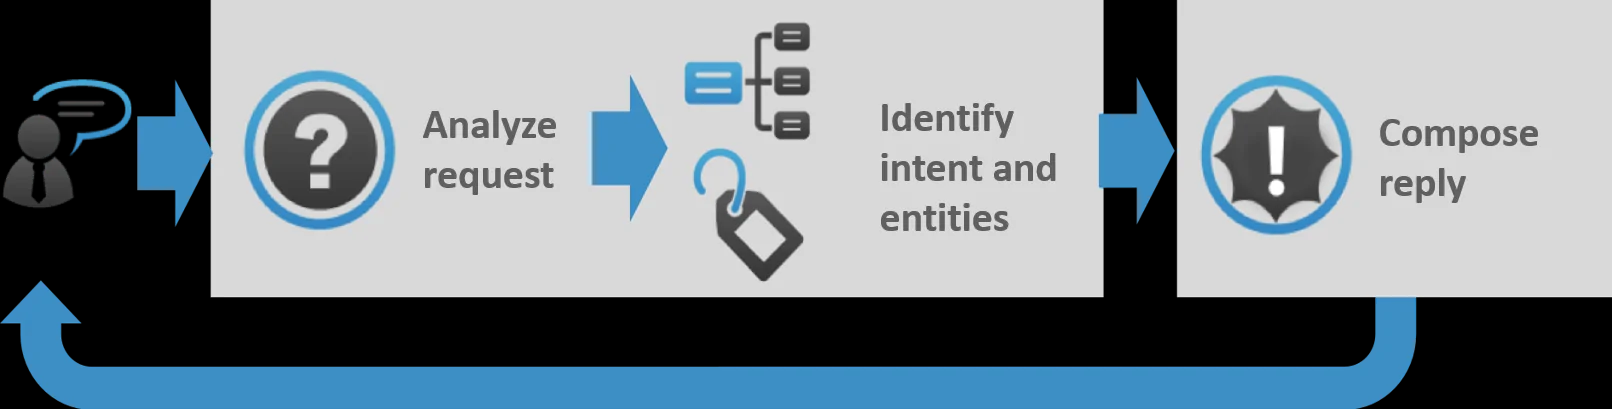 Analyze
request
Identify
intent and
entities
Compose
reply